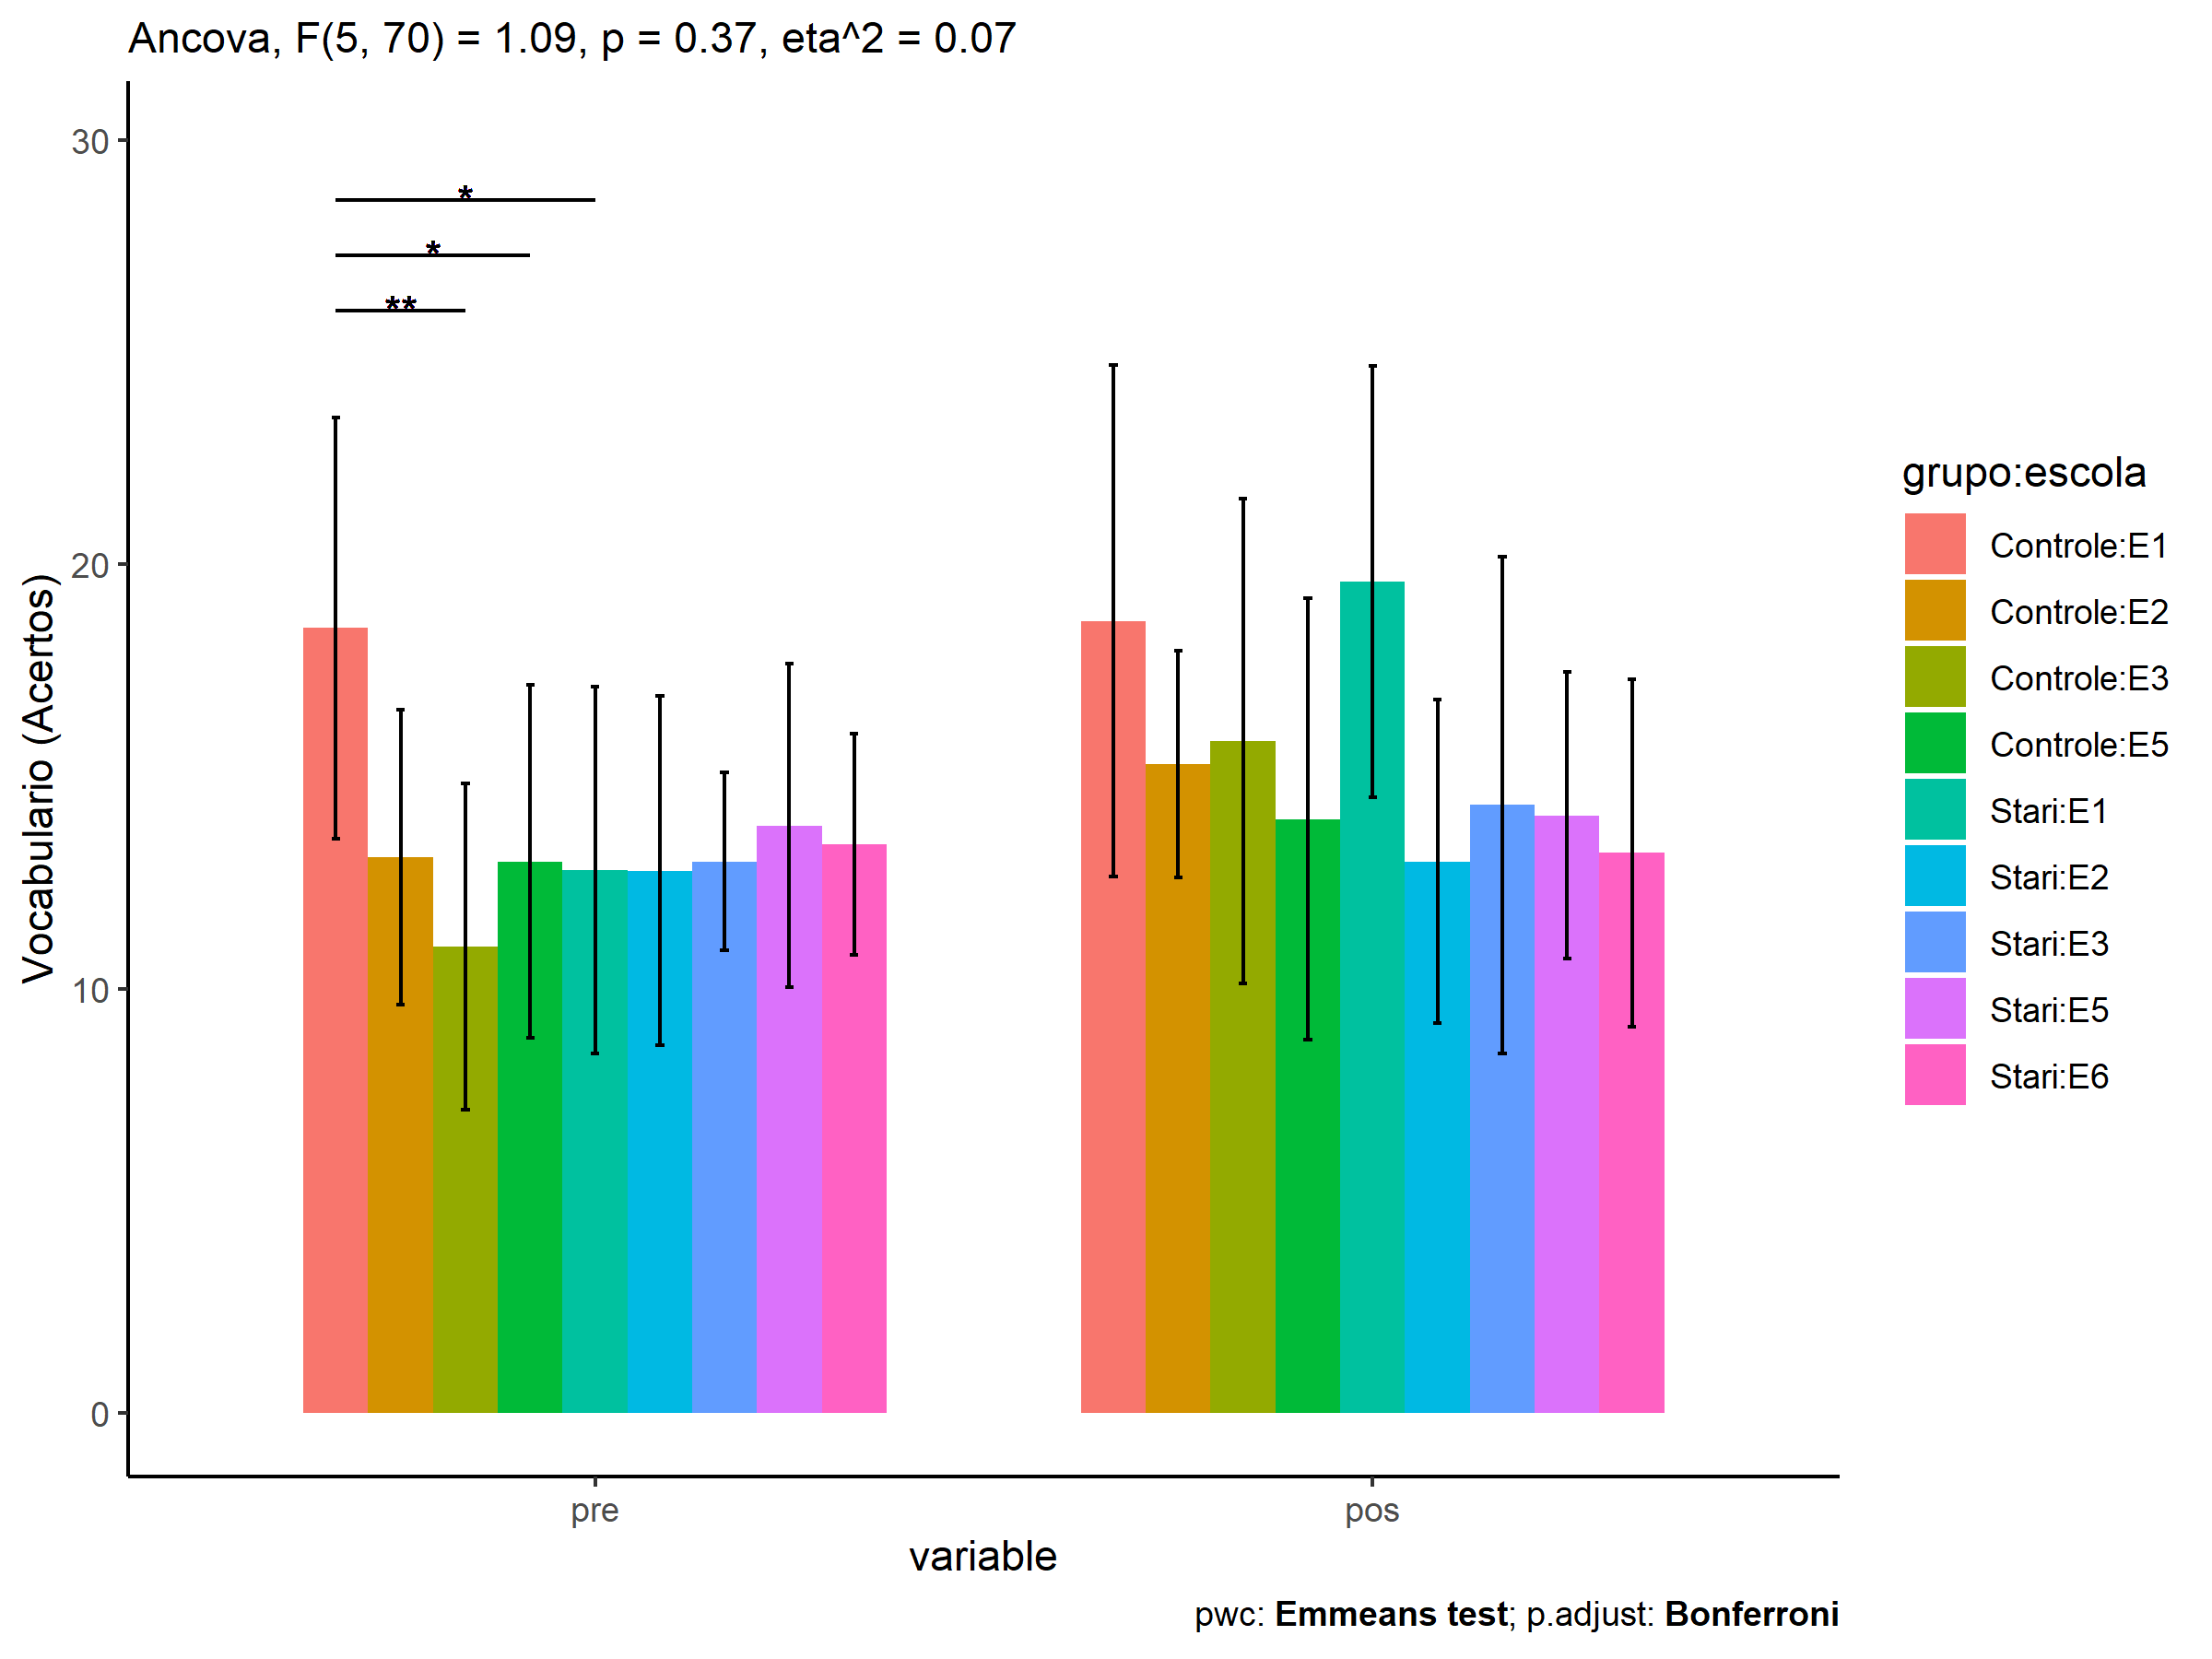 Ancova, F(5, 70) = 1.09, p = 0.37, eta^2 = 0.07
30
20
10
0
Vocabulario (Acertos)
*
*
**
pre
pos
variable
grupo:escola
Controle:E1
Controle:E2
Controle:E3
Controle:E5
Stari:E1
Stari:E2
Stari:E3
Stari:E5
Stari:E6
pwc: Emmeans test; p.adjust: Bonferroni